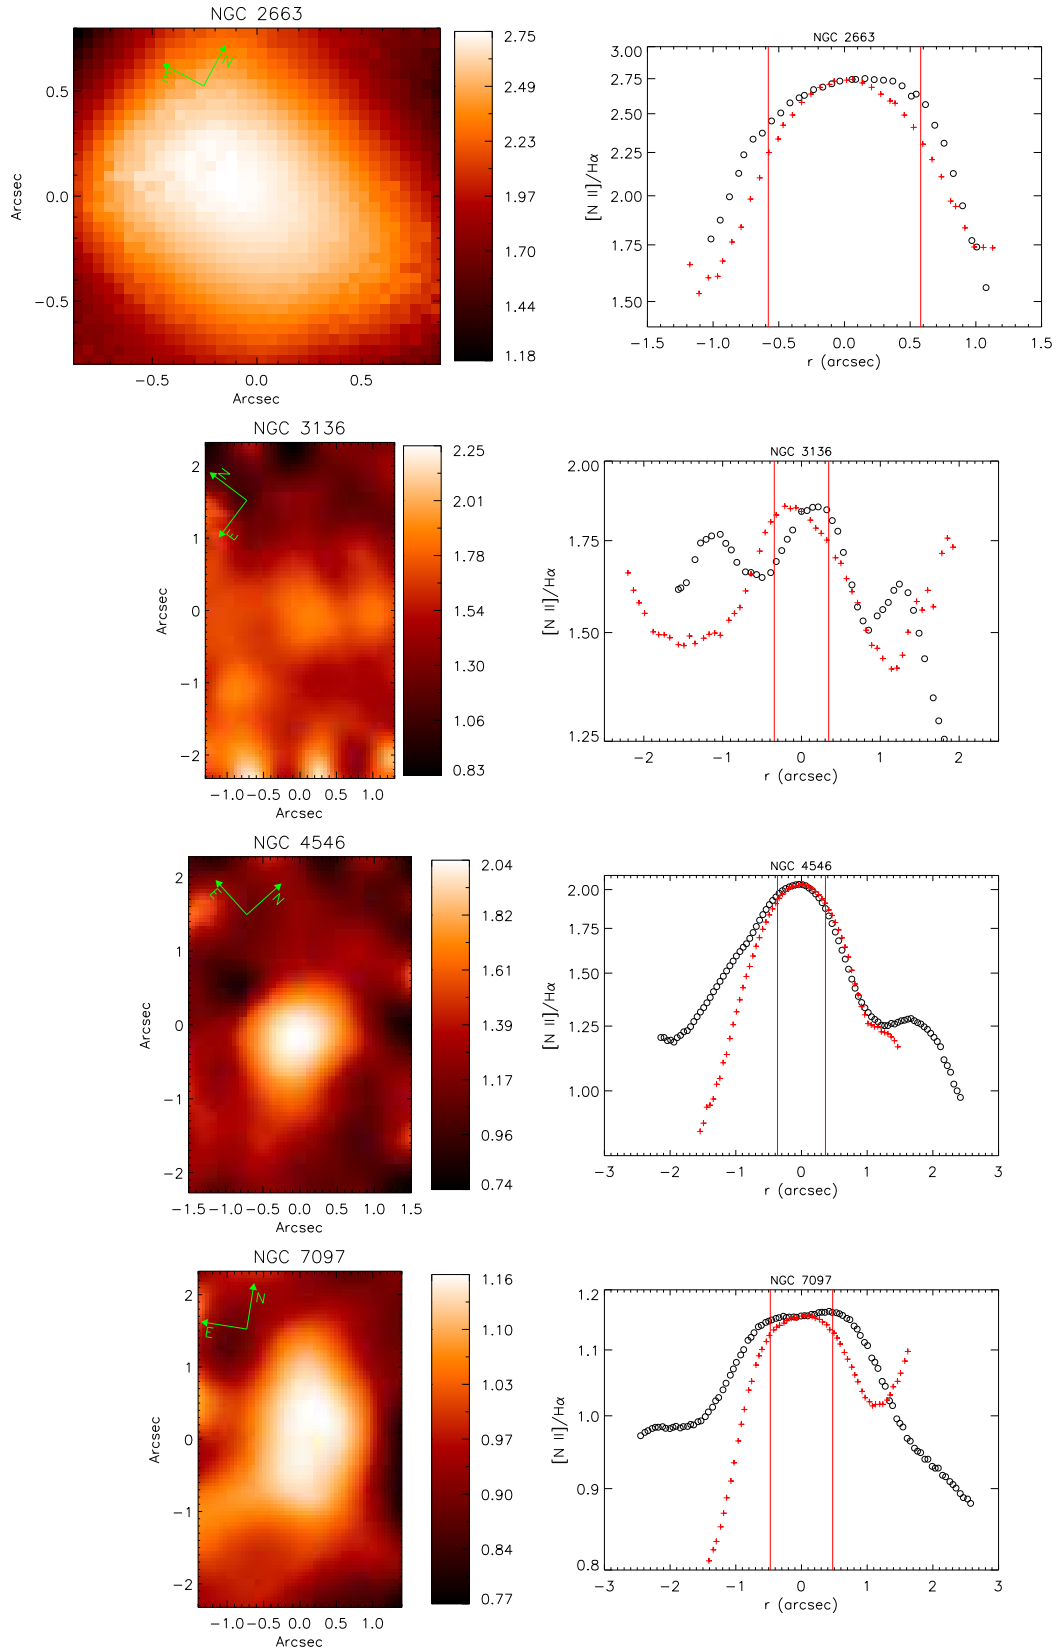 NGC 2663
2.75
2.49
2.23
1.97
1.70
1.44
1.18
0.5
0.0
−0.5
Arcsec
−0.5 0.0 0.5
Arcsec
E N
NGC 2663
3.00
2.75
2.50
2.25
2.00
1.75
1.50
[N II]/Hα
−1.5 −1.0 −0.5 0.0 0.5 1.0 1.5
r (arcsec)
NGC 3136
2.25
2.01
1.78
1.54
1.30
1.06
0.83
2
1
0
−1
−2
Arcsec
−1.0 −0.5 0.0 0.5 1.0
Arcsec
N E
NGC 3136
2.00
1.75
1.50
1.25
[N II]/Hα
−2 −1 0 1 2
r (arcsec)
NGC 4546
2.04
1.82
1.61
1.39
1.17
0.96
0.74
2
1
0
−1
−2
Arcsec
−1.5 −1.0 −0.5 0.0 0.5 1.0 1.5
Arcsec
E N
NGC 4546
2.00
1.75
1.50
1.25
1.00
[N II]/Hα
−3 −2 −1 0 1 2 3
r (arcsec)
NGC 7097
1.16
1.10
1.03
0.97
0.90
0.84
0.77
2
1
0
−1
−2
Arcsec
−1.0 −0.5 0.0 0.5 1.0
Arcsec
N E
NGC 7097
1.2
1.1
1.0
0.9
0.8
[N II]/Hα
−3 −2 −1 0 1 2 3
r (arcsec)